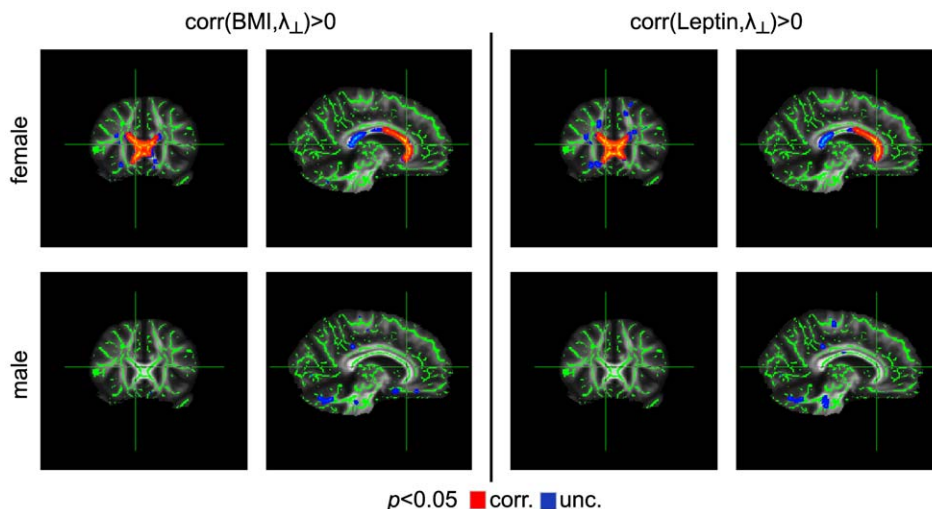 corr(BMI,λ⊥)>0
corr(Leptin,λ⊥)>0
female
male
p<0.05 corr. unc.